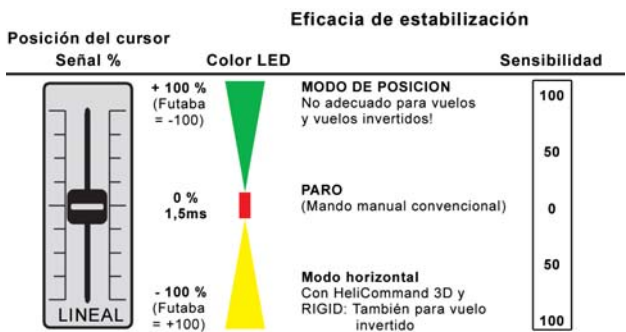 Eficacia de estabilización
Posición del cursor
Señal %
Color LED
Sensibilidad
+ 100 %
(Futaba
= -100)
MODO DE POSICION
No adecuado para vuelos
y vuelos invertidos!
100
50
0 %
1,5ms
PARO
(Mando manual convencional)
0
50
- 100 %
(Futaba
= +100)
Modo horizontal
Con HeliCommand 3D y
RIGID: También para vuelo
invertido
100
LINEAL